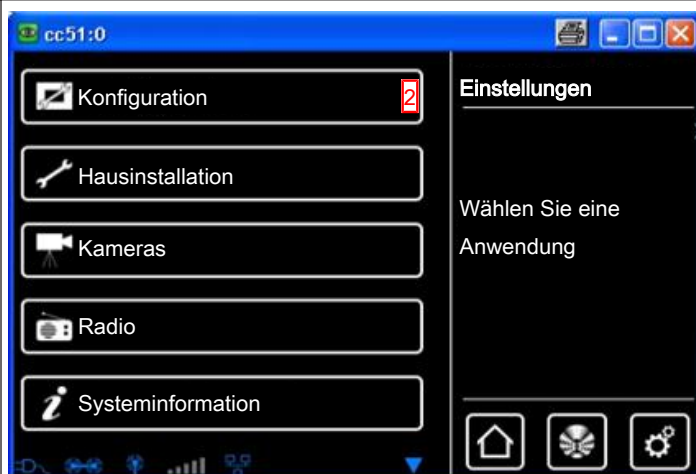 cc51:0
Konfiguration 2
Hausinstallation
Kameras
Radio
Systeminformation
Einstellungen
Wählen Sie eine
Anwendung